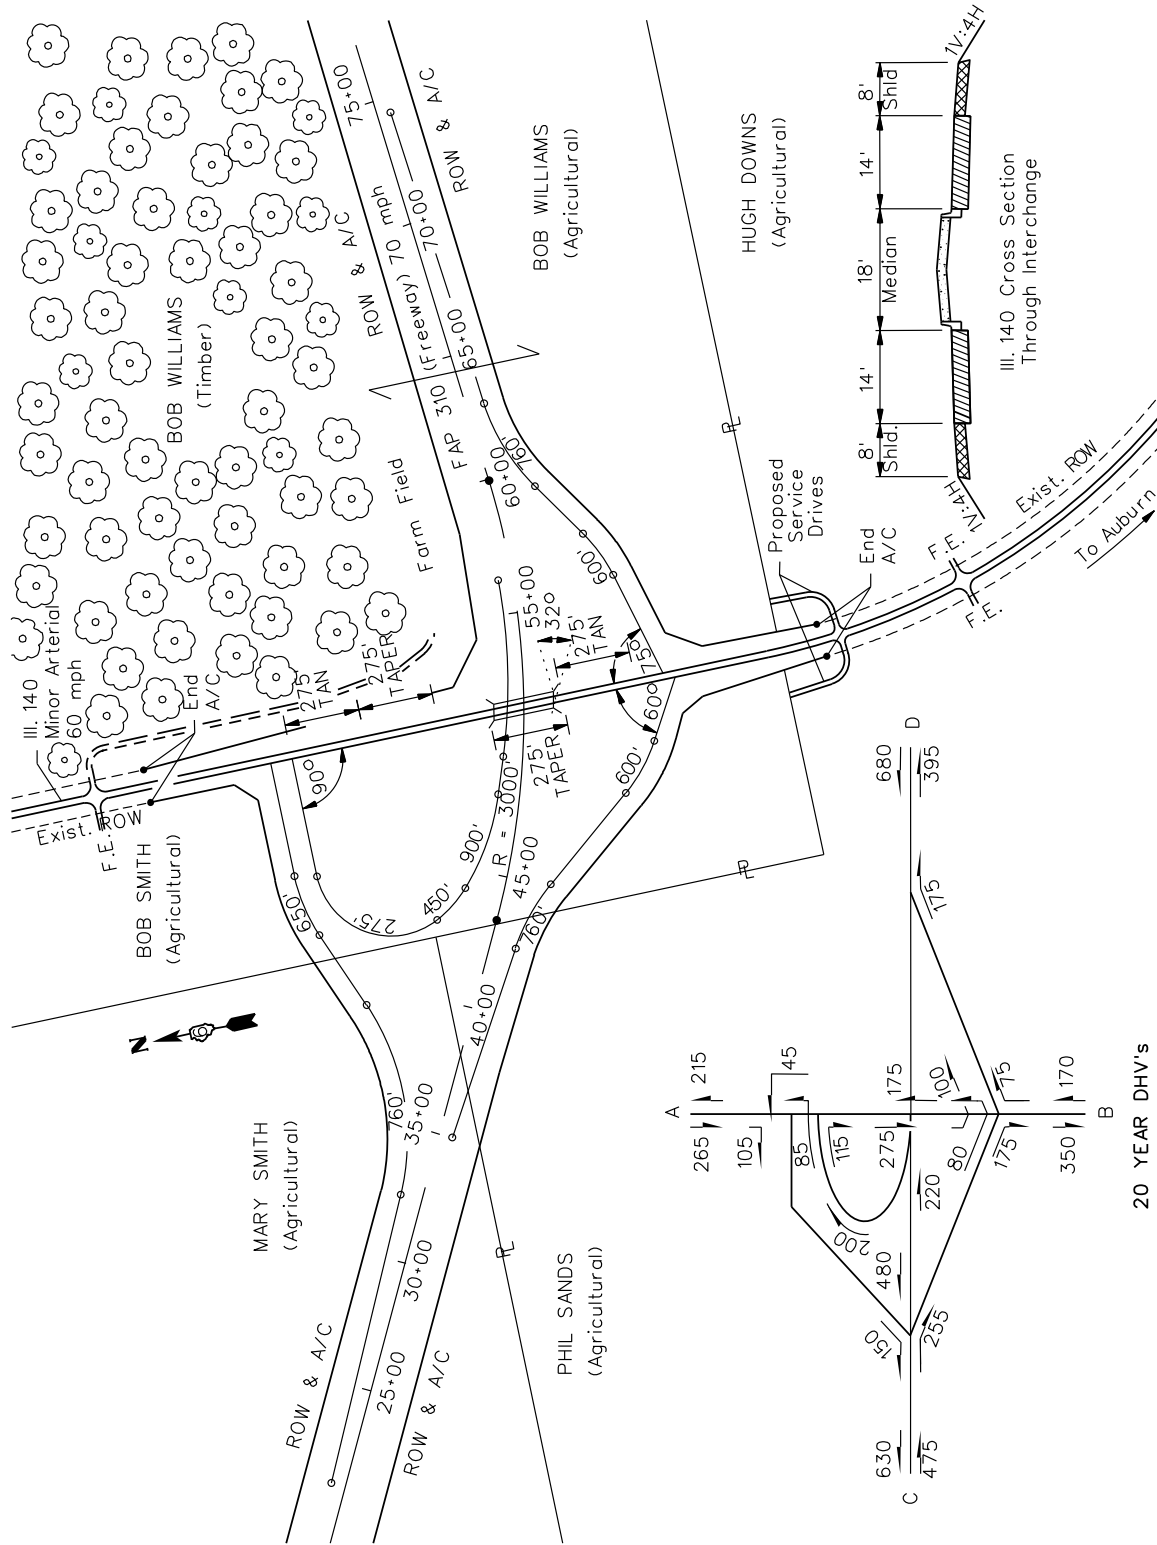 Ill. 140
Minor Arterial
60 mph
Exist. ROW
F.E.
End
A/C
BOB SMITH
(Agricultural)
BOB WILLIAMS
(Timber)
Farm Field
275'
TAN
275'
TAPER
ROW & A/C
FAP 310 (Freeway) 70 mph
75+00
70+00
65+00
60+00
55+00
ROW & A/C
BOB WILLIAMS
(Agricultural)
HUGH DOWNS
(Agricultural)
760'
600'
32°
275'
TAN
75°
60°
600'
275'
TAPER
R = 3000'
90°
900'
450'
275'
650'
760'
45+00
760'
40+00
35+00
30+00
25+00
N
MARY SMITH
(Agricultural)
PHIL SANDS
(Agricultural)
ROW & A/C
ROW & A/C
PL
PL
PL
Proposed
Service
Drives
End
A/C
F.E.
F.E.
Exist. ROW
To Auburn
8'
Shld.
14'
18'
Median
14'
8'
Shld
1V:4H
1V:4H
Ill. 140 Cross Section
Through Interchange
A
215
265
105
45
85
115
275
175
100
80
75
175
170
350
B
C
630
475
150
255
480
200
220
D
680
395
175
20 YEAR DHV's